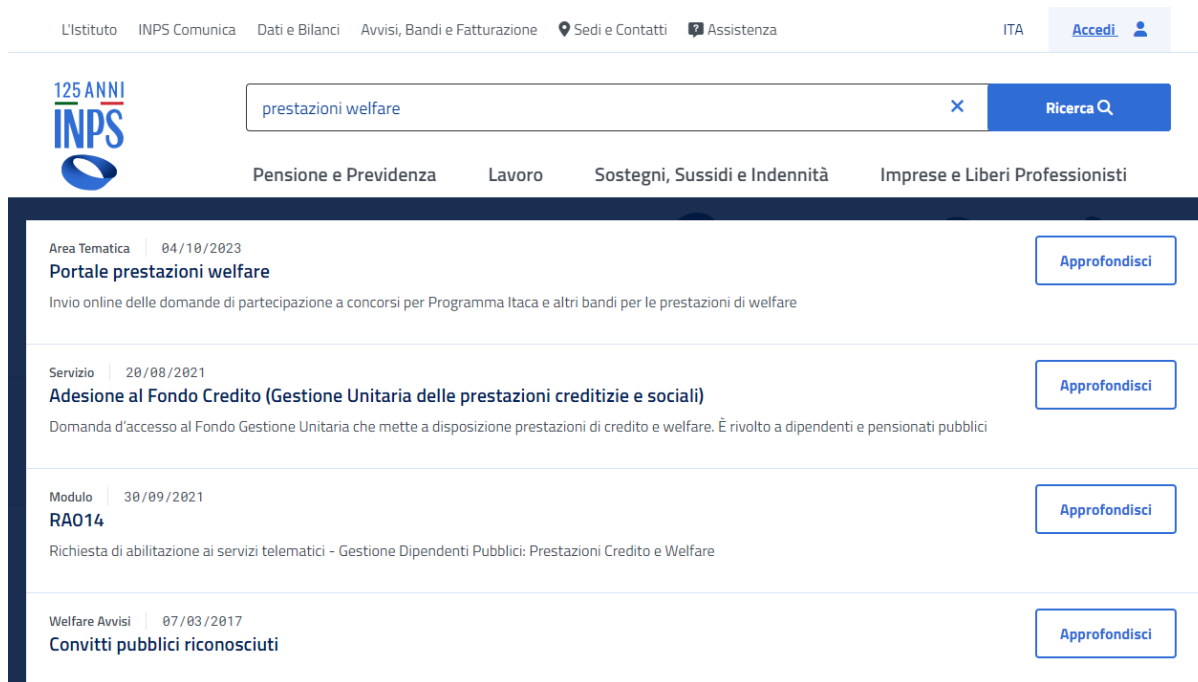 L'Istituto INPS Comunica Dati e Bilanci Avvisi, Bandi e Fatturazione Sedi e Contatti Assistenza ITA Accedi
125 ANNI
INPS
prestazioni welfare Ricerca
Pensione e Previdenza Lavoro Sostegni, Sussidi e Indennità Imprese e Liberi Professionisti
Area Tematica 04/10/2023
Portale prestazioni welfare
Approfondisci
Invio online delle domande di partecipazione a concorsi per Programma Itaca e altri bandi per le prestazioni di welfare
Servizio 20/08/2021
Adesione al Fondo Credito (Gestione Unitaria delle prestazioni creditizie e sociali)
Approfondisci
Domanda d'accesso al Fondo Gestione Unitaria che mette a disposizione prestazioni di credito e welfare. È rivolto a dipendenti e pensionati pubblici
Modulo 30/09/2021
RA014
Approfondisci
Richiesta di abilitazione ai servizi telematici - Gestione Dipendenti Pubblici: Prestazioni Credito e Welfare
Welfare Avvisi 07/03/2017
Convitti pubblici riconosciuti
Approfondisci